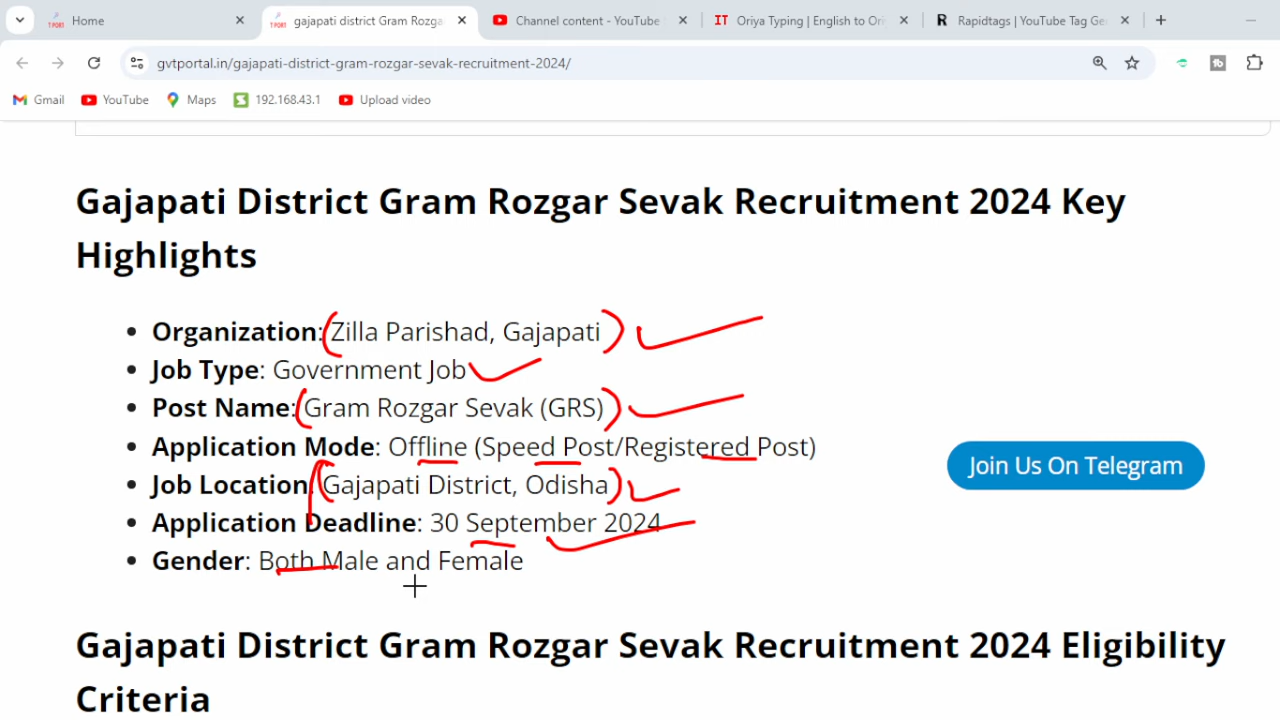 Home
gajapati district Gram Rozga
Channel content - YouTube
Oriya Typing | English to Ori
Rapidtags | YouTube Tag Ge
gvtportal.in/gajapati-district-gram-rozgar-sevak-recruitment-2024/
Gmail YouTube Maps 192.168.43.1 Upload video
Gajapati District Gram Rozgar Sevak Recruitment 2024 Key
Highlights
Organization: Zilla Parishad, Gajapati
Job Type: Government Job
Post Name: Gram Rozgar Sevak (GRS)
Application Mode: Offline (Speed Post/Registered Post)
Job Location: Gajapati District, Odisha
Application Deadline: 30 September 2024
Gender: Both Male and Female
Join Us On Telegram
Gajapati District Gram Rozgar Sevak Recruitment 2024 Eligibility
Criteria